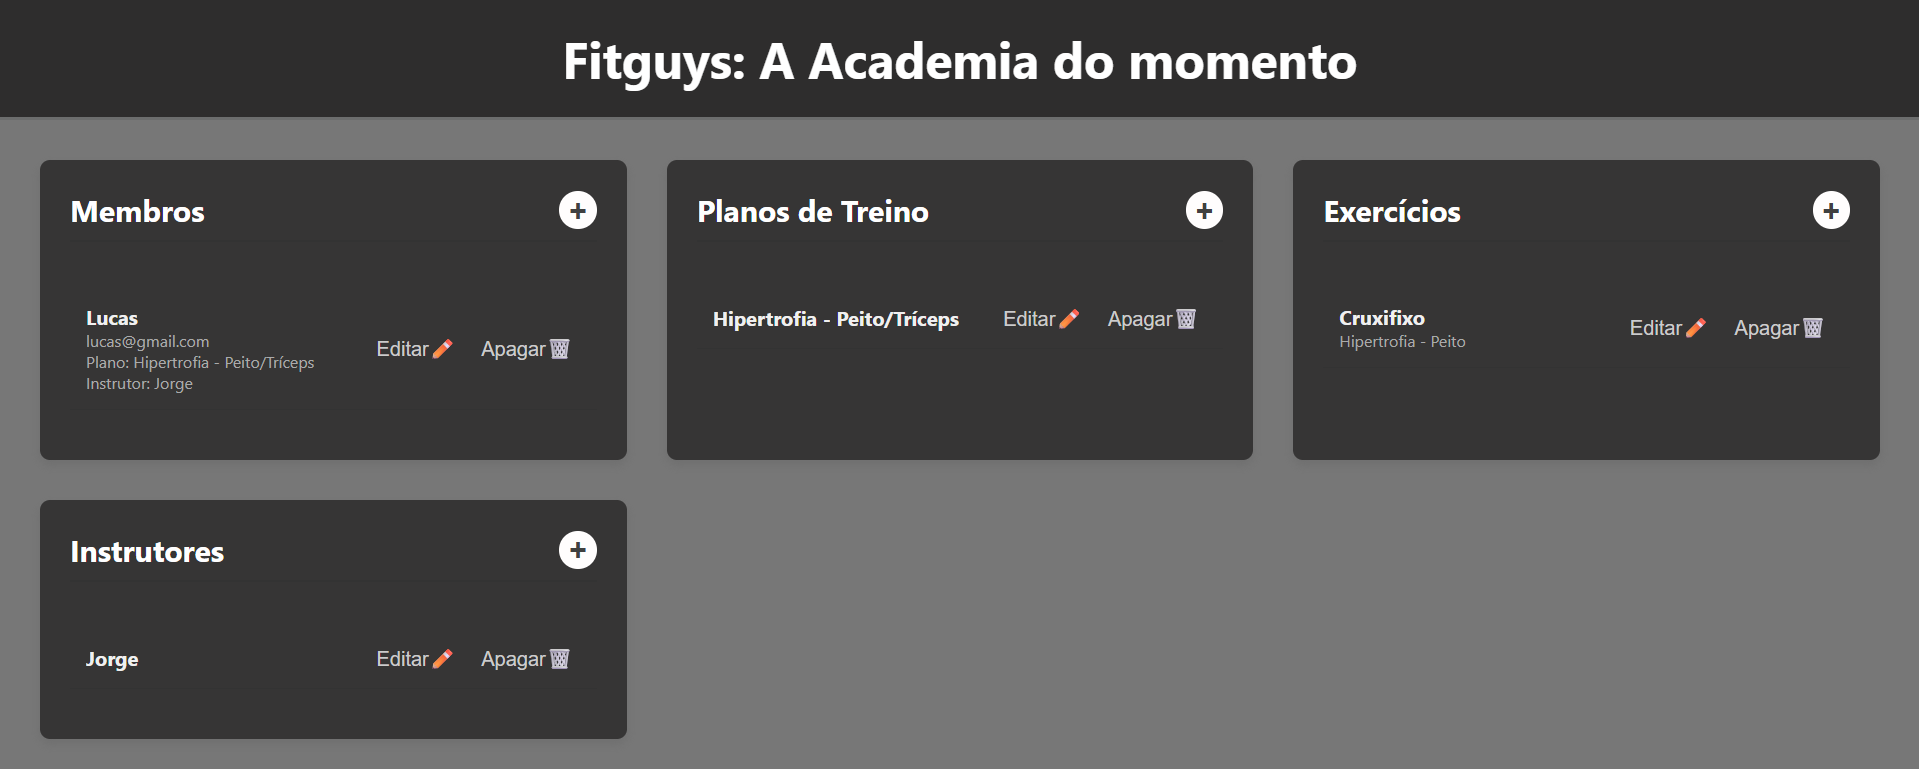 Fitguys: A Academia do momento
Membros
+
Lucas
lucas@gmail.com
Plano: Hipertrofia - Peito/Tríceps
Instrutor: Jorge
Editar
Apagar
Planos de Treino
+
Hipertrofia - Peito/Tríceps
Editar
Apagar
Exercícios
+
Cruxifixo
Hipertrofia - Peito
Editar
Apagar
Instrutores
+
Jorge
Editar
Apagar